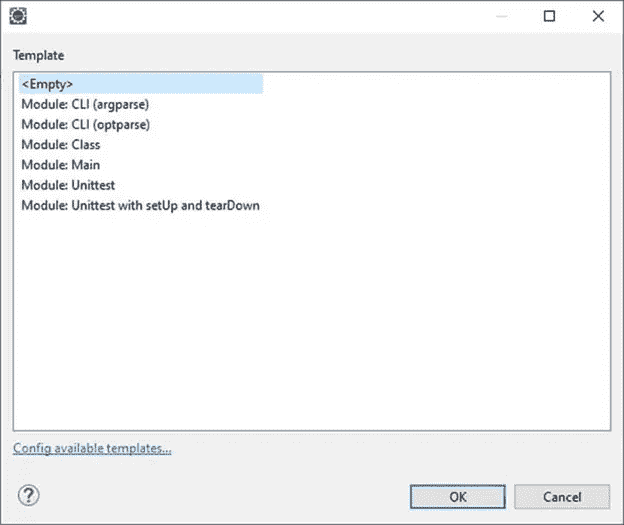 Template
<Empty>
Module: CLI (argparse)
Module: CLI (optparse)
Module: Class
Module: Main
Module: Unittest
Module: Unittest with setUp and tearDown
Config available templates...
?
OK
Cancel